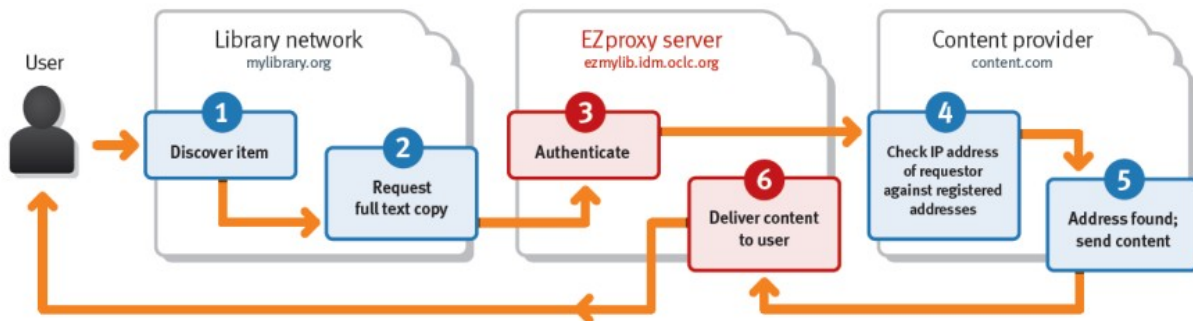 User
Library network
mylibrary.org
1
Discover item
2
Request
full text copy
EZproxy server
ezmylib.idm.oclc.org
3
Authenticate
Content provider
content.com
4
Check IP address
of requestor
against registered
addresses
5
Address found;
send content
6
Deliver content
to user